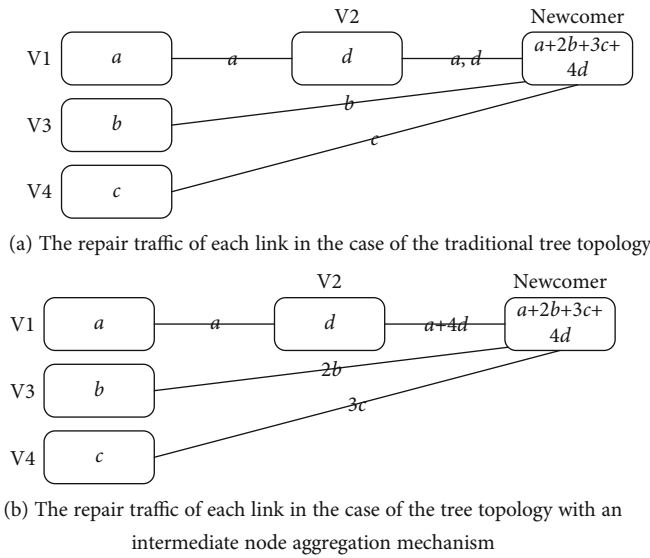 V2 Newcomer
V1 a a d a, d a+2b+3c+
4d
V3 b b
c
V4 c
(a) The repair traffic of each link in the case of the traditional tree topology
V2 Newcomer
V1 a a d a+4d a+2b+3c+
4d
V3 b 2b
3c
V4 c
(b) The repair traffic of each link in the case of the tree topology with an
intermediate node aggregation mechanism